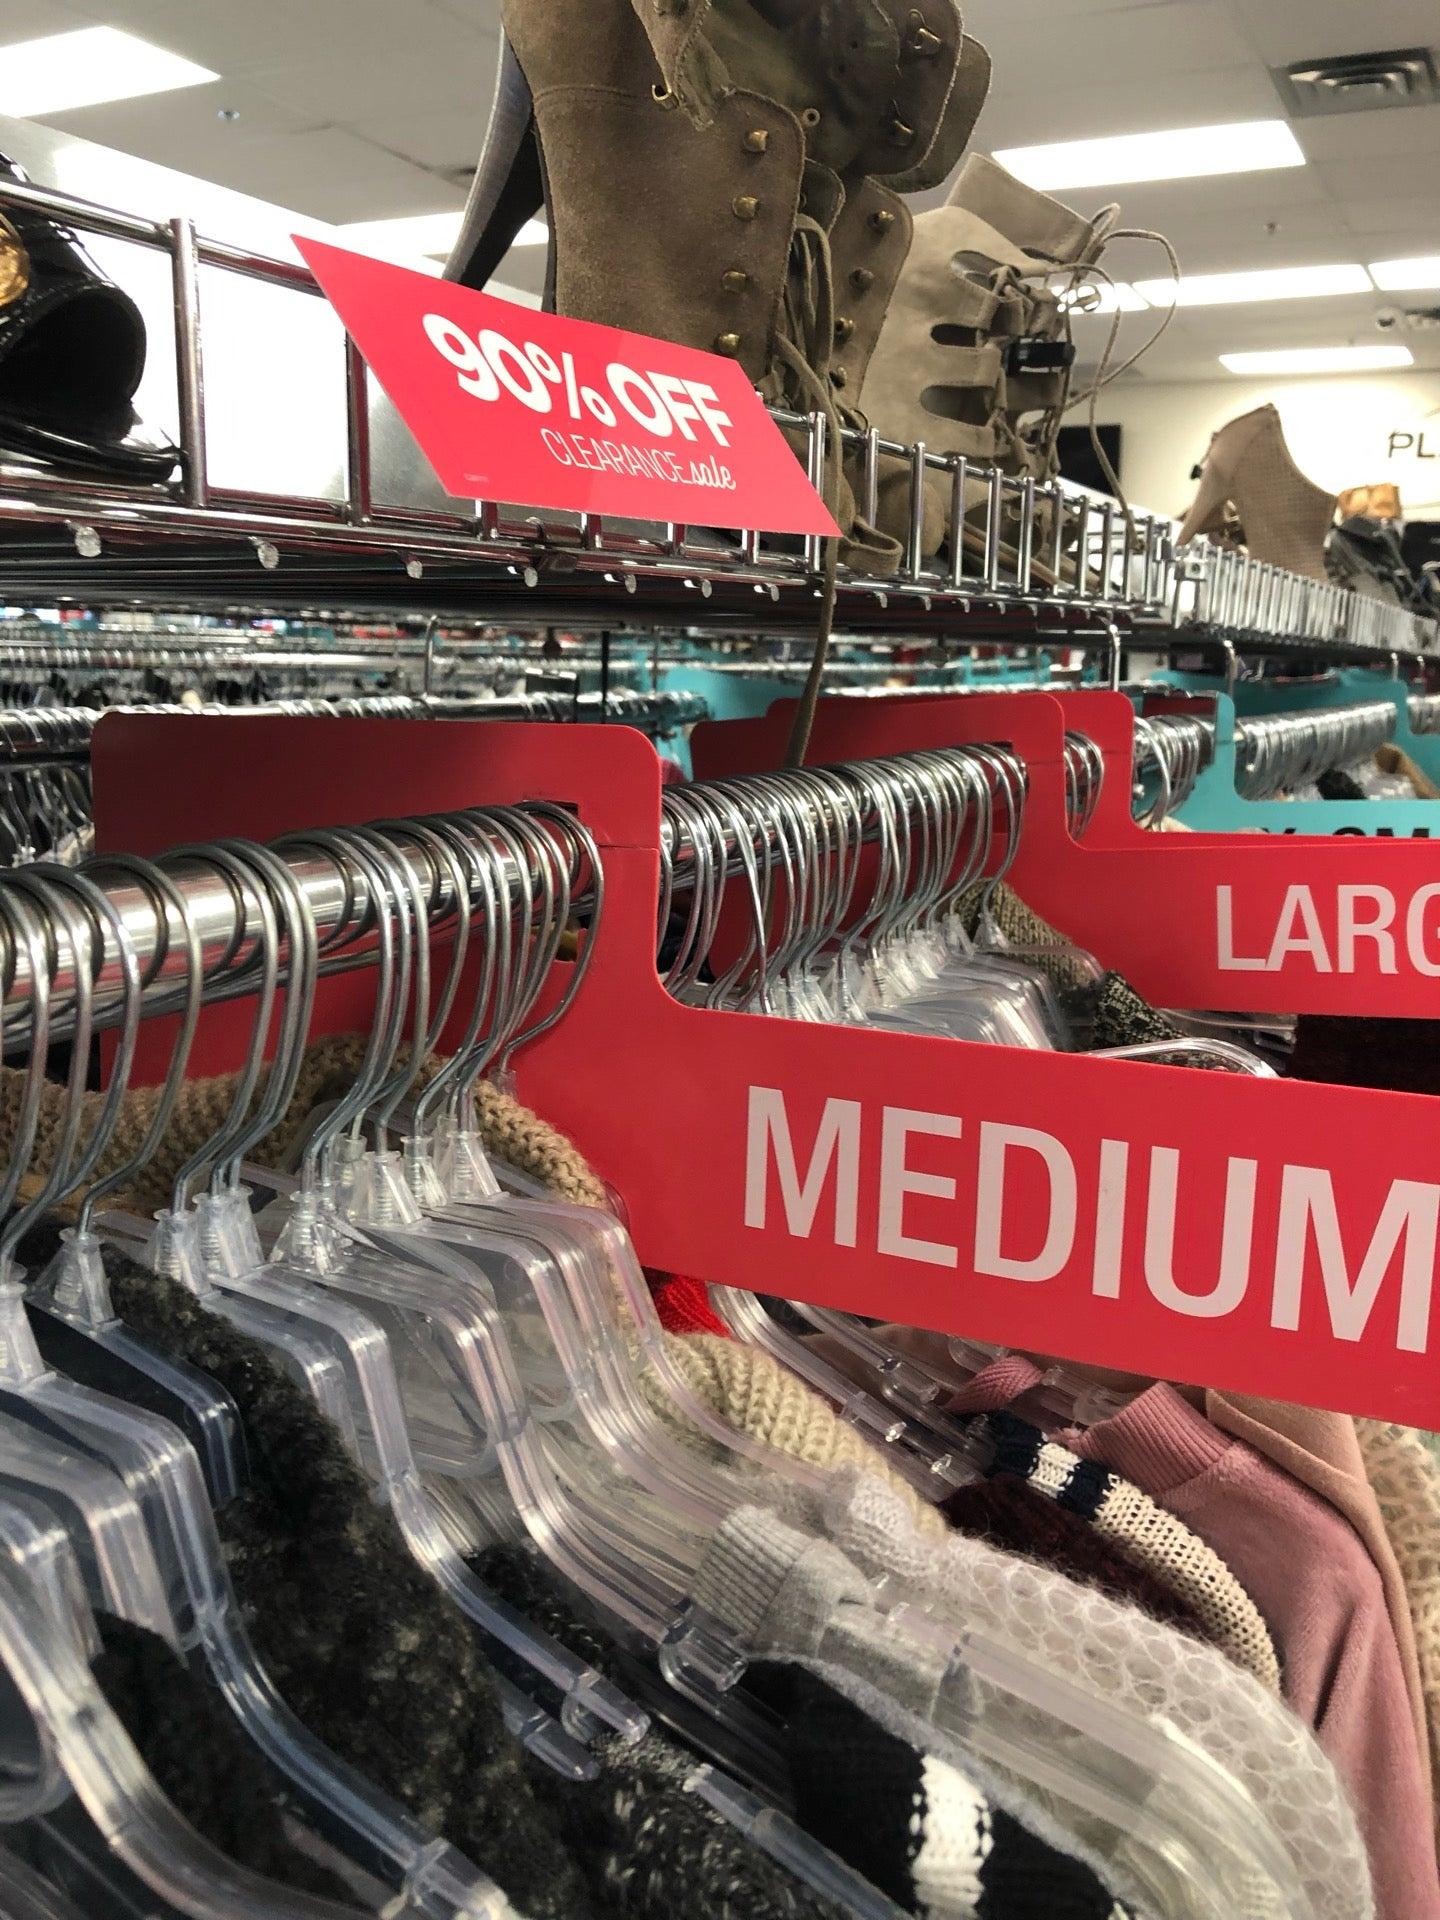 90% OFF
CLEARANCE sale
PL
LARG
MEDIUM